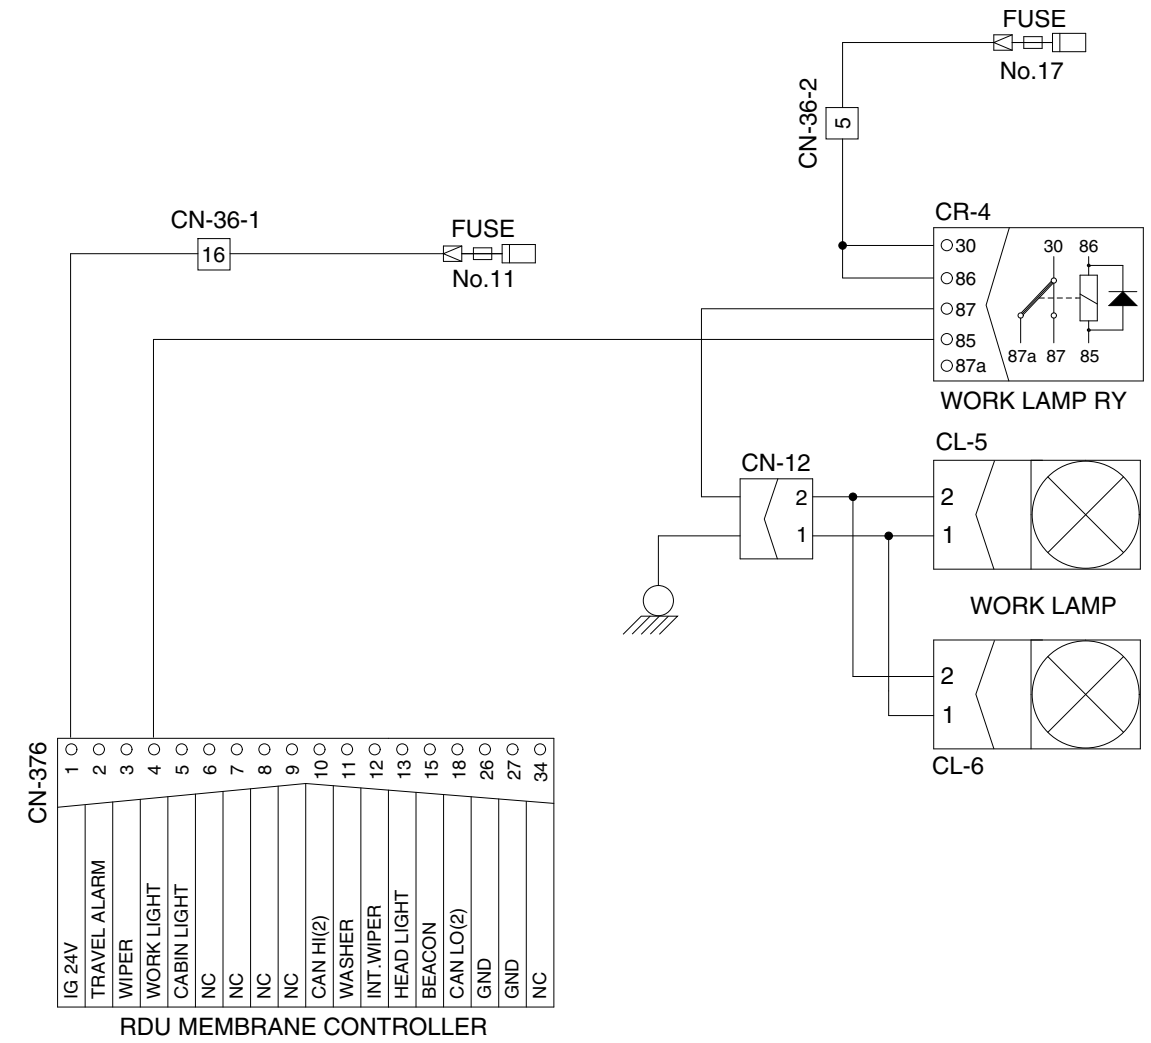 FUSE
No.17
CN-36-2
5
CN-36-1
16
FUSE
No.11
CR-4
30
86
87
85
87a
30 86
87a 87 85
WORK LAMP RY
CL-5
2
1
CN-12
2
1
WORK LAMP
2
1
CL-6
CN-376
1 2 3 4 5 6 7 8 9 10 11 12 13 15 18 26 27 34
IG 24V
TRAVEL ALARM
WIPER
WORK LIGHT
CABIN LIGHT
NC
NC
NC
NC
CAN HI(2)
WASHER
INT.WIPER
HEAD LIGHT
BEACON
CAN LO(2)
GND
GND
NC
RDU MEMBRANE CONTROLLER